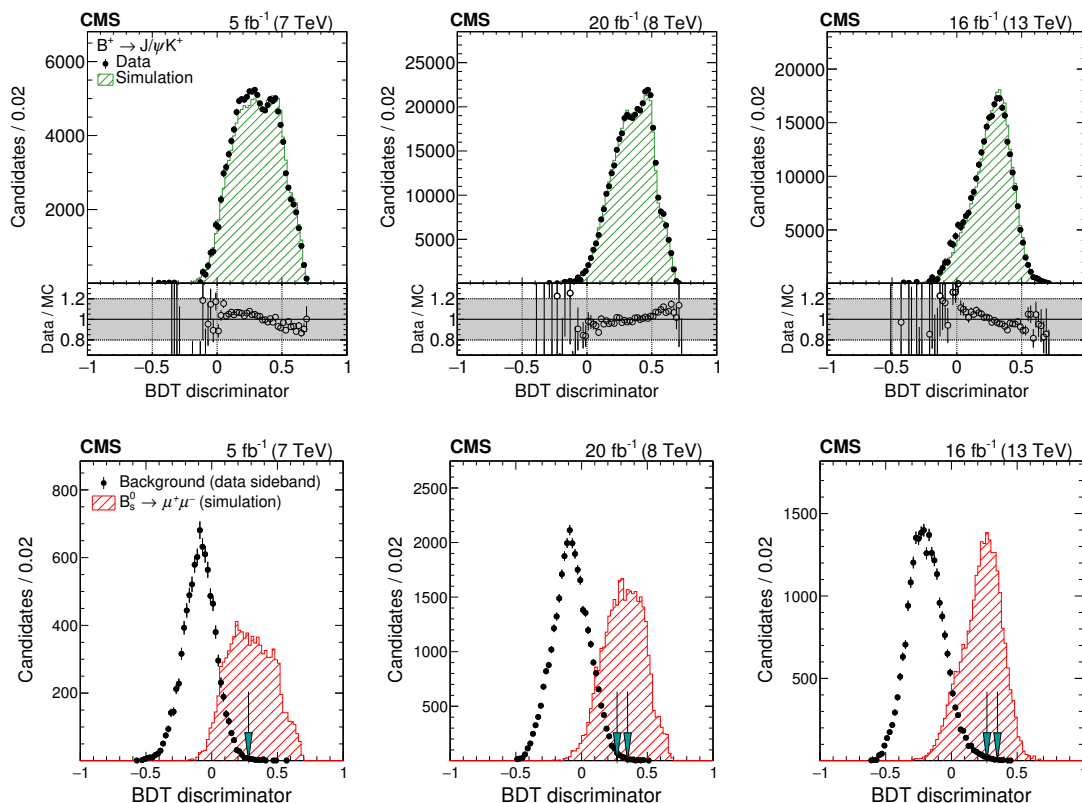 CMS 5 fb⁻¹ (7 TeV)
B⁺ → J/ψK⁺
Data
Simulation
Candidates / 0.02
6000
4000
2000
Data / MC
1.2
1
0.8
−1 −0.5 0 0.5 1
BDT discriminator
CMS 20 fb⁻¹ (8 TeV)
Candidates / 0.02
25000
20000
15000
10000
5000
Data / MC
1.2
1
0.8
−1 −0.5 0 0.5 1
BDT discriminator
CMS 16 fb⁻¹ (13 TeV)
Candidates / 0.02
20000
15000
10000
5000
Data / MC
1.2
1
0.8
−1 −0.5 0 0.5 1
BDT discriminator
CMS 5 fb⁻¹ (7 TeV)
Background (data sideband)
B⁰ₛ → μ⁺μ⁻ (simulation)
Candidates / 0.02
800
600
400
200
−1 −0.5 0 0.5 1
BDT discriminator
CMS 20 fb⁻¹ (8 TeV)
Candidates / 0.02
2500
2000
1500
1000
500
−1 −0.5 0 0.5 1
BDT discriminator
CMS 16 fb⁻¹ (13 TeV)
Candidates / 0.02
1500
1000
500
−1 −0.5 0 0.5 1
BDT discriminator